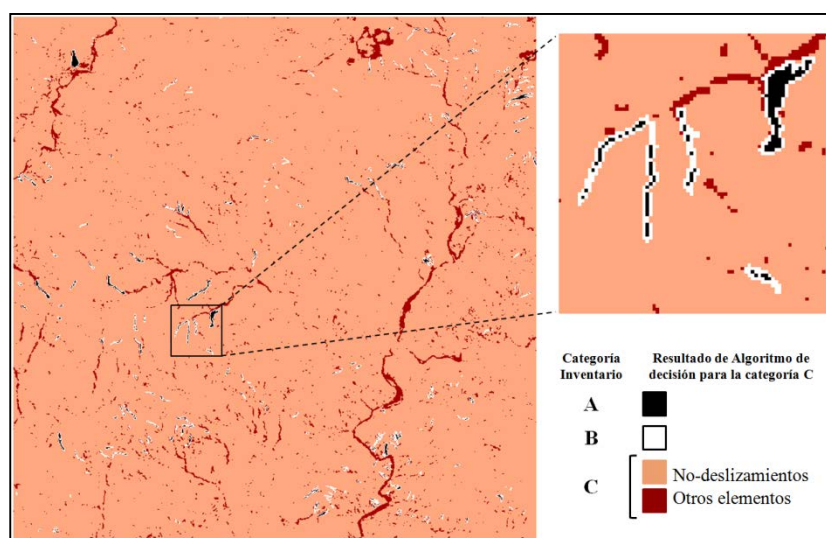 Categoría Inventario
Resultado de Algoritmo de decisión para la categoría C
A
B
C
No-deslizamientos
Otros elementos